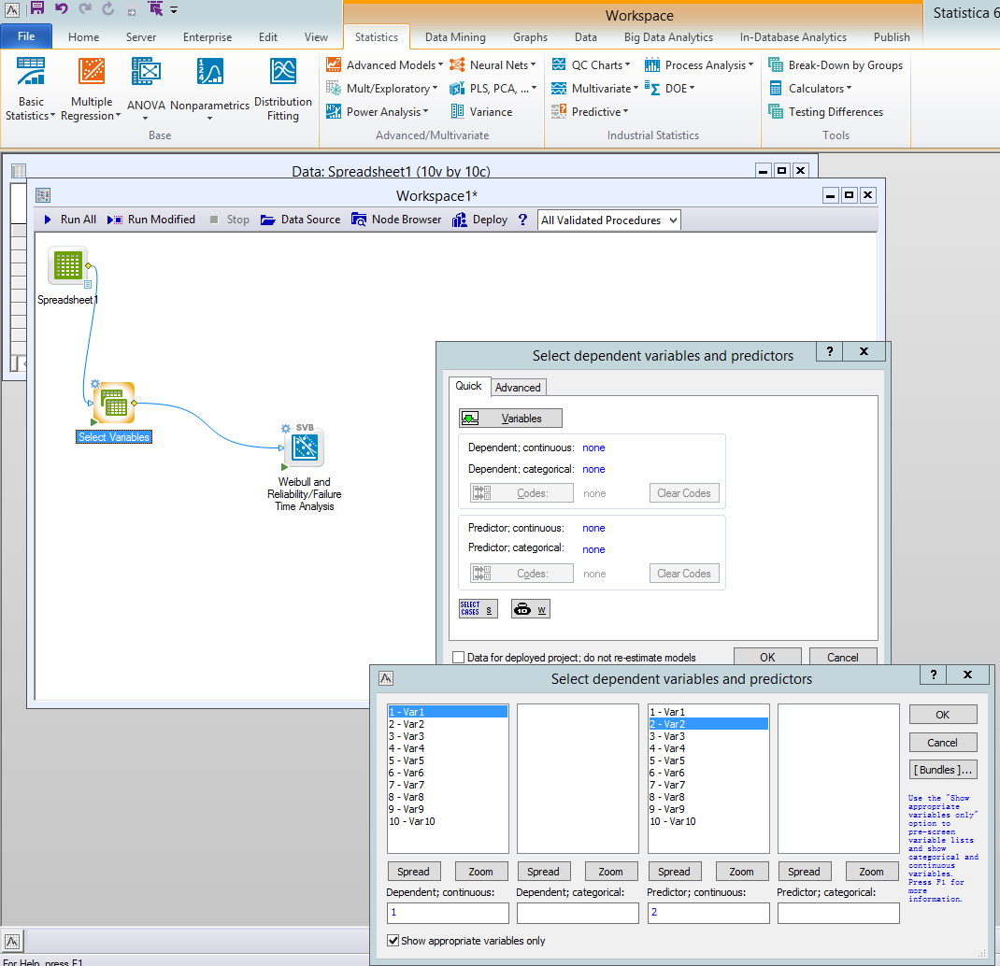 Workspace
Statistica 6
File Home Server Enterprise Edit View Statistics Data Mining Graphs Data Big Data Analytics In-Database Analytics Publish
Basic Statistics
Multiple Regression
ANOVA
Nonparametrics
Distribution Fitting
Base
Advanced Models Neural Nets
Mult/Exploratory PLS, PCA, ...
Power Analysis Variance
Advanced/Multivariate
QC Charts Process Analysis
Multivariate DOE
Predictive
Industrial Statistics
Break-Down by Groups
Calculators
Testing Differences
Tools
Data: Spreadsheet1 (10v by 10c)
Workspace1*
Run All Run Modified Stop Data Source Node Browser Deploy ? All Validated Procedures
Spreadsheet1
Select Variables
SVB
Weibull and
Reliability/Failure
Time Analysis
Select dependent variables and predictors ?
Quick Advanced
Variables
Dependent; continuous: none
Dependent; categorical: none
Codes: none Clear Codes
Predictor; continuous: none
Predictor; categorical: none
Codes: none Clear Codes
SELECT CASES S
10 W
Data for deployed project; do not re-estimate models OK Cancel
Select dependent variables and predictors ?
1 - Var1
2 - Var2
3 - Var3
4 - Var4
5 - Var5
6 - Var6
7 - Var7
8 - Var8
9 - Var9
10 - Var10
1 - Var1
2 - Var2
3 - Var3
4 - Var4
5 - Var5
6 - Var6
7 - Var7
8 - Var8
9 - Var9
10 - Var10
OK
Cancel
[ Bundles ]...
Use the "Show
appropriate
variables only"
option to
pre-screen
variable lists
and show
categorical and
continuous
variables.
Press F1 for
more
information.
Spread Zoom Spread Zoom Spread Zoom Spread Zoom
Dependent; continuous: Dependent; categorical: Predictor; continuous: Predictor; categorical:
1 2
Show appropriate variables only
For Help, press F1